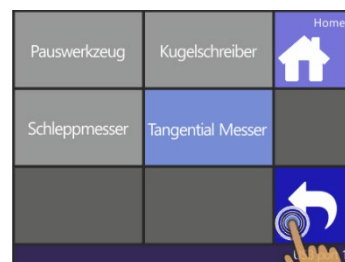 Home
Pauswerkzeug
Kugelschreiber
Schleppmesser
Tangential Messer